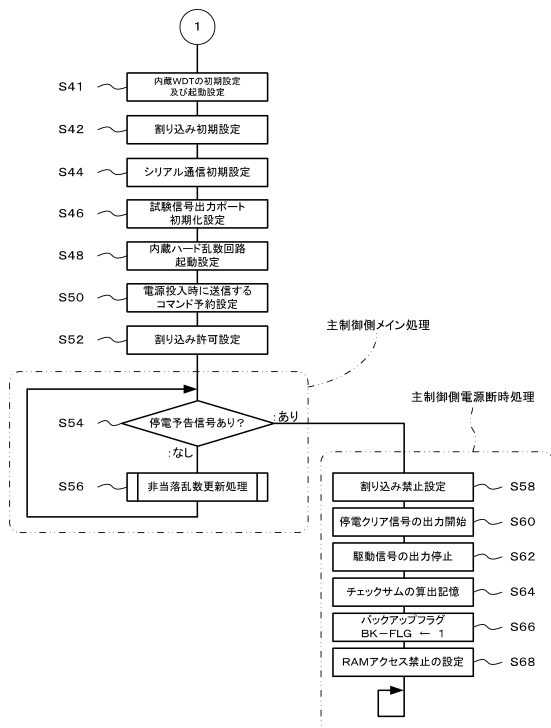 1
S41
内蔵WDTの初期設定
及び起動設定
S42
割り込み初期設定
S44
シリアル通信初期設定
S46
試験信号出力ポート
初期化設定
S48
内蔵ハード乱数回路
起動設定
S50
電源投入時に送信する
コマンド予約設定
S52
割り込み許可設定
主制御側メイン処理
S54
停電予告信号あり?
:あり
:なし
S56
非当落乱数更新処理
主制御側電源断時処理
割り込み禁止設定
S58
停電クリア信号の出力開始
S60
駆動信号の出力停止
S62
チェックサムの算出記憶
S64
バックアップフラグ
BK-FLG ← 1
S66
RAMアクセス禁止の設定
S68